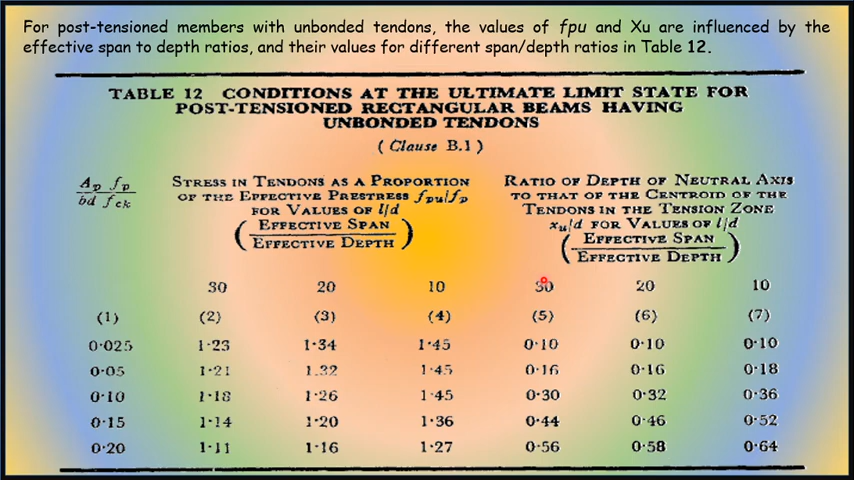 For post-tensioned members with unbonded tendons, the values of fpu and Xu are influenced by the
effective span to depth ratios, and their values for different span/depth ratios in Table 12.
TABLE 12 CONDITIONS AT THE ULTIMATE LIMIT STATE FOR
POST-TENSIONED RECTANGULAR BEAMS HAVING
UNBONDED TENDONS
( Clause B.1 )
Ap fp / bd fck
STRESS IN TENDONS AS A PROPORTION
OF THE EFFECTIVE PRESTRESS fpu/fp
FOR VALUES OF l/d
( EFFECTIVE SPAN / EFFECTIVE DEPTH )
RATIO OF DEPTH OF NEUTRAL AXIS
TO THAT OF THE CENTROID OF THE
TENDONS IN THE TENSION ZONE
xu/d FOR VALUES OF l/d
( EFFECTIVE SPAN / EFFECTIVE DEPTH )
30 20 10 30 20 10
(1) (2) (3) (4) (5) (6) (7)
0·025 1·23 1·34 1·45 0·10 0·10 0·10
0·05 1·21 1.32 1·45 0·16 0·16 0·18
0·10 1·18 1·26 1·45 0·30 0·32 0·36
0·15 1·14 1·20 1·36 0·44 0·46 0·52
0·20 1·11 1·16 1·27 0·56 0·58 0·64